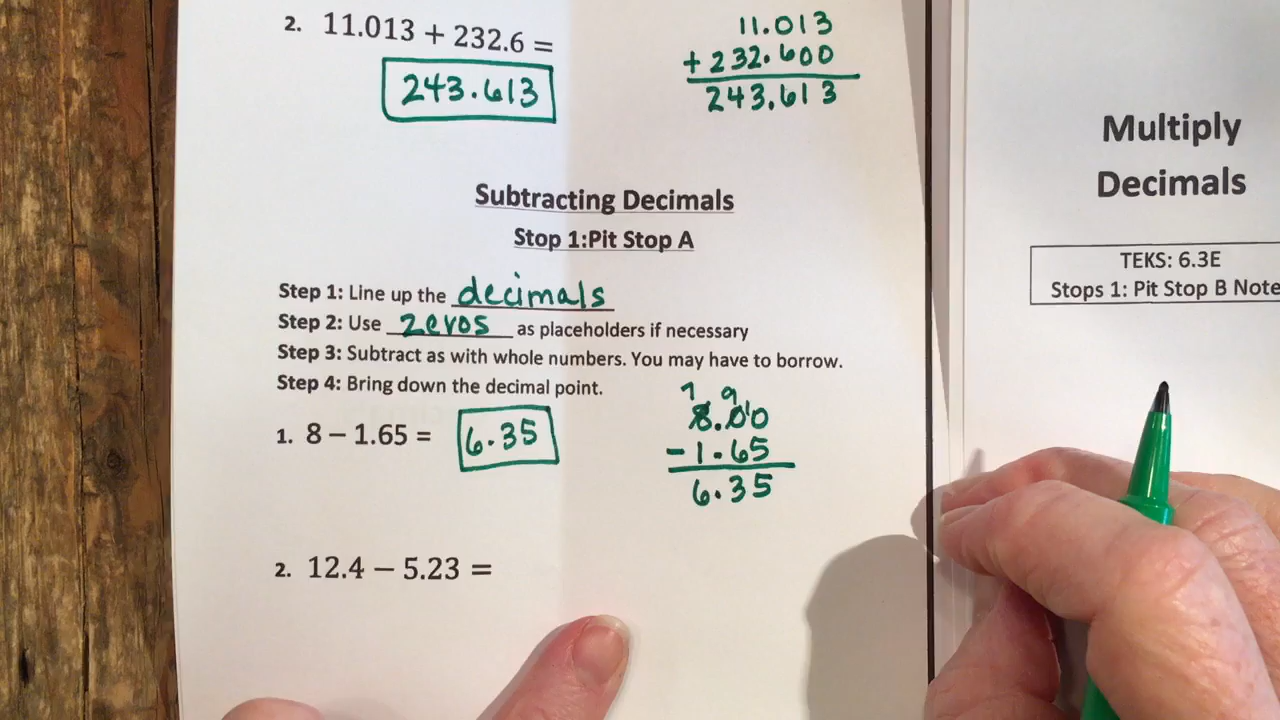 2. 11.013 + 232.6 =
243.613
11.013
+ 232.600
243.613
Subtracting Decimals
Stop 1:Pit Stop A
Step 1: Line up the decimals
Step 2: Use zeros as placeholders if necessary
Step 3: Subtract as with whole numbers. You may have to borrow.
Step 4: Bring down the decimal point.
1. 8 – 1.65 =
6.35
7 9 1
8.00
- 1.65
6.35
2. 12.4 – 5.23 =
Multiply
Decimals
TEKS: 6.3E
Stops 1: Pit Stop B Note